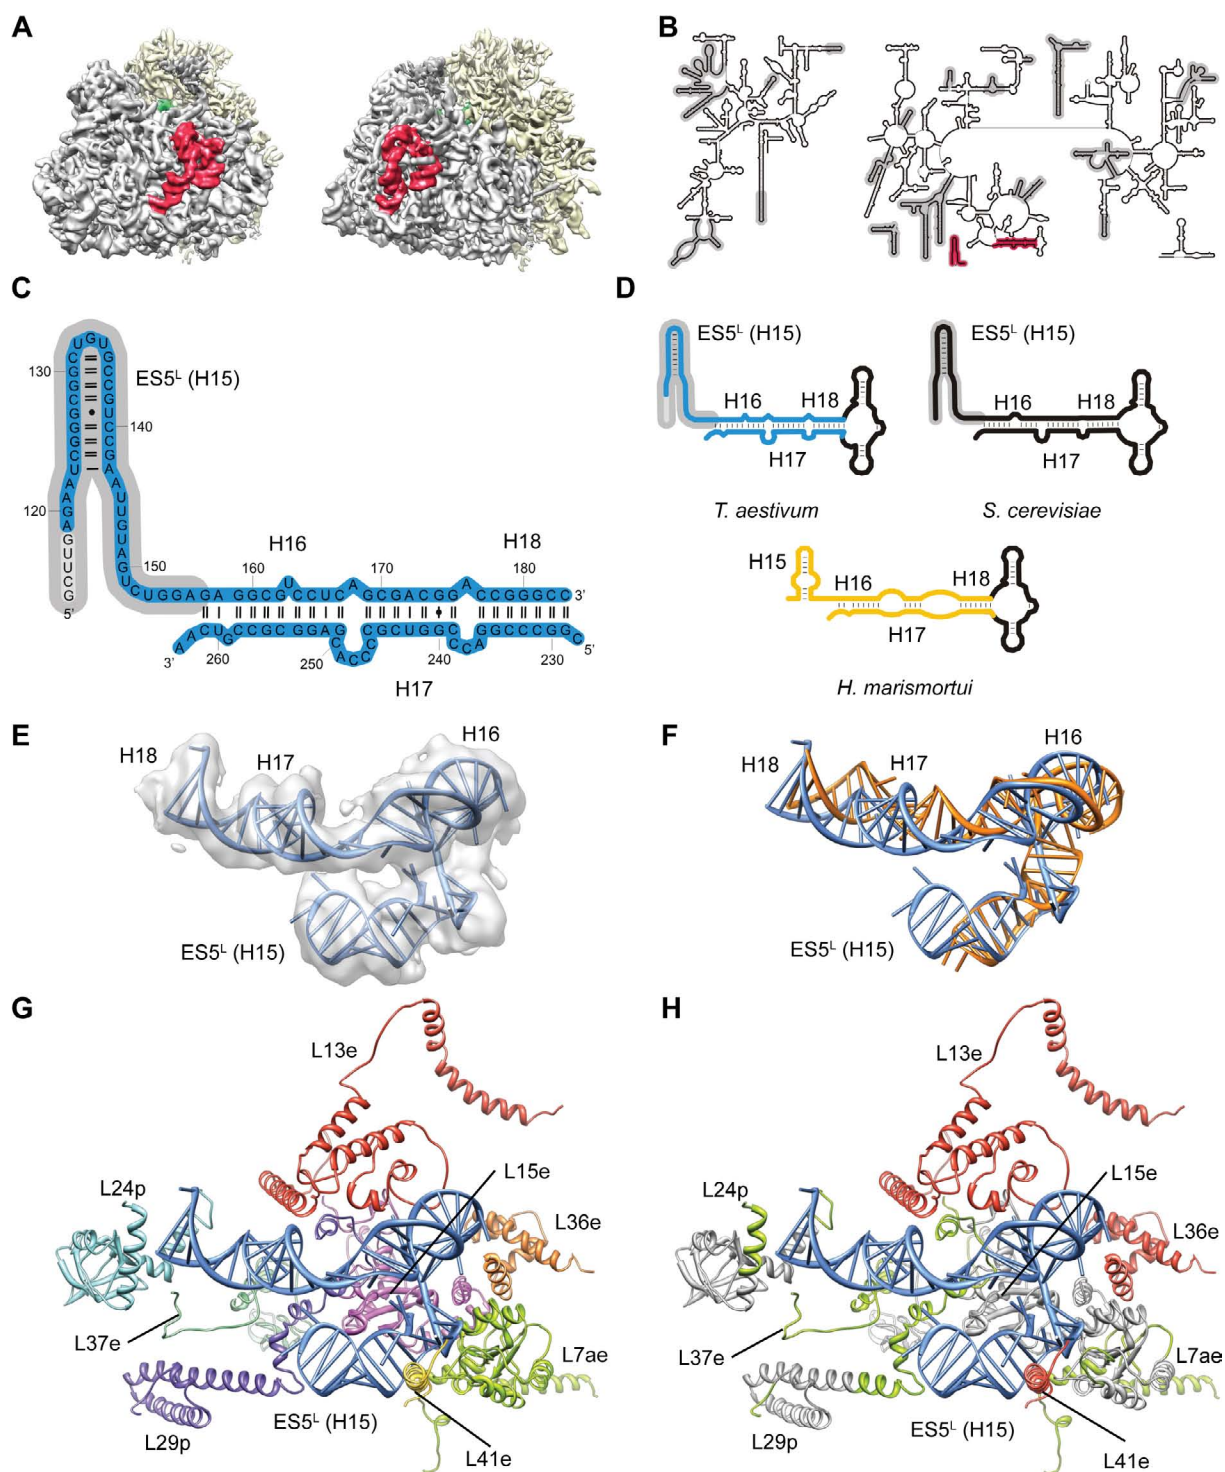 A
B
C
130
140
120
150
ES5ᴸ (H15)
UGU
CGGCGGGCUAAGAGUUCG
5'
H16
H18
160
170
180
UGGAGAGGCGUCCUCAGCGACGGACCGGGCC 3'
3'
5'
260
250
240
230
H17
D
ES5ᴸ (H15)
H16
H18
H17
T. aestivum
ES5ᴸ (H15)
H16
H18
H17
S. cerevisiae
H15
H16
H18
H17
H. marismortui
E
H18
H17
H16
ES5ᴸ (H15)
F
H18
H17
H16
ES5ᴸ (H15)
G
L13e
L15e
L24p
L36e
L37e
L7ae
ES5ᴸ (H15)
L29p
L41e
H
L13e
L15e
L24p
L36e
L37e
L7ae
ES5ᴸ (H15)
L29p
L41e